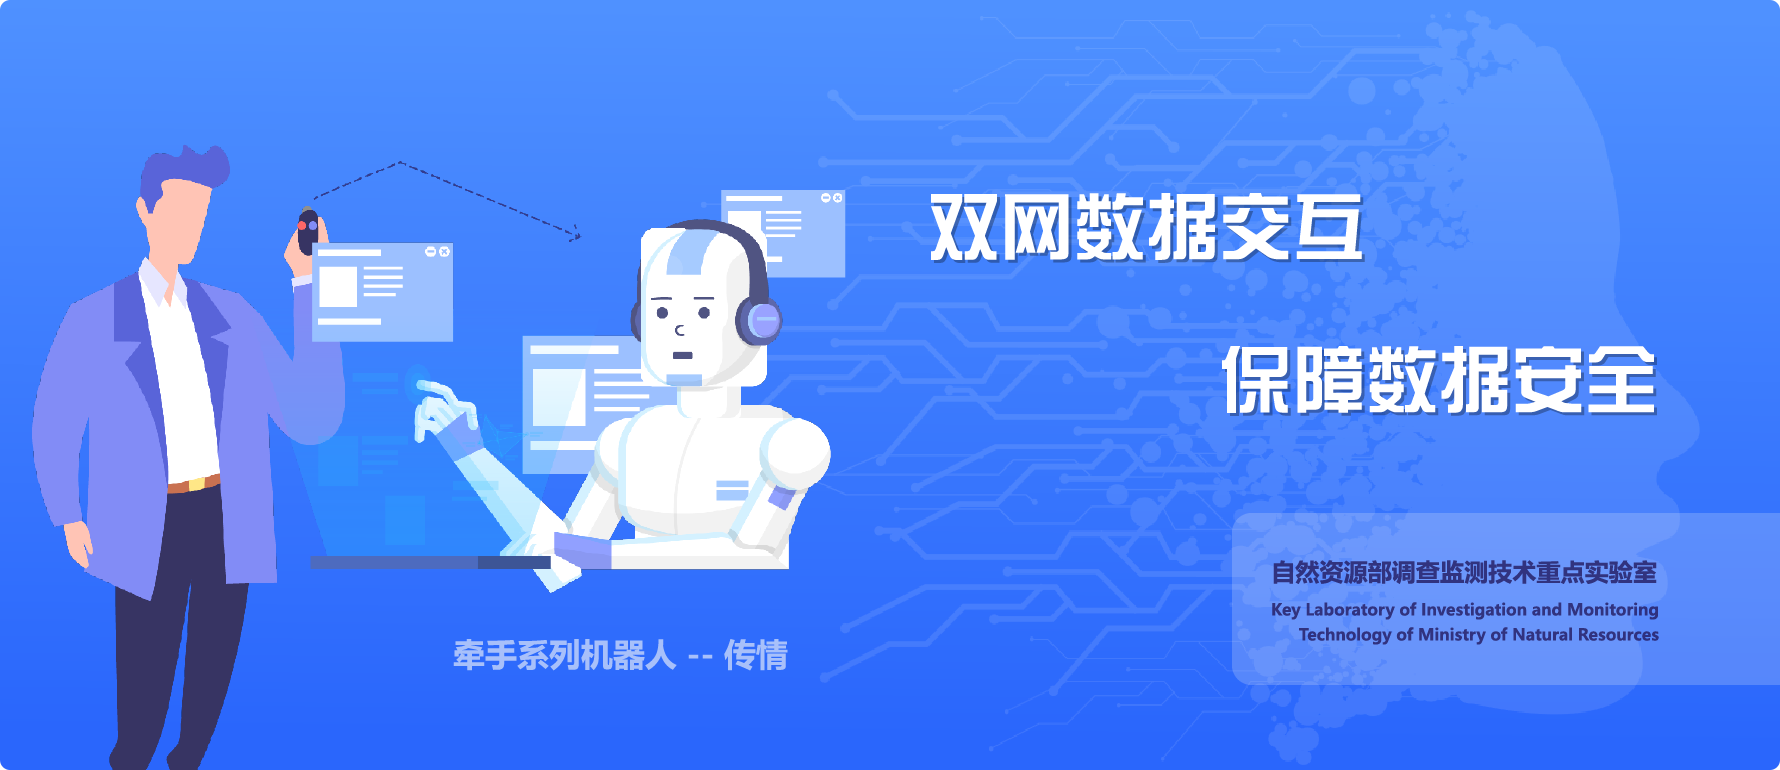 双网数据交互
保障数据安全
自然资源部调查监测技术重点实验室
Key Laboratory of Investigation and Monitoring
Technology of Ministry of Natural Resources
牵手系列机器人 -- 传情